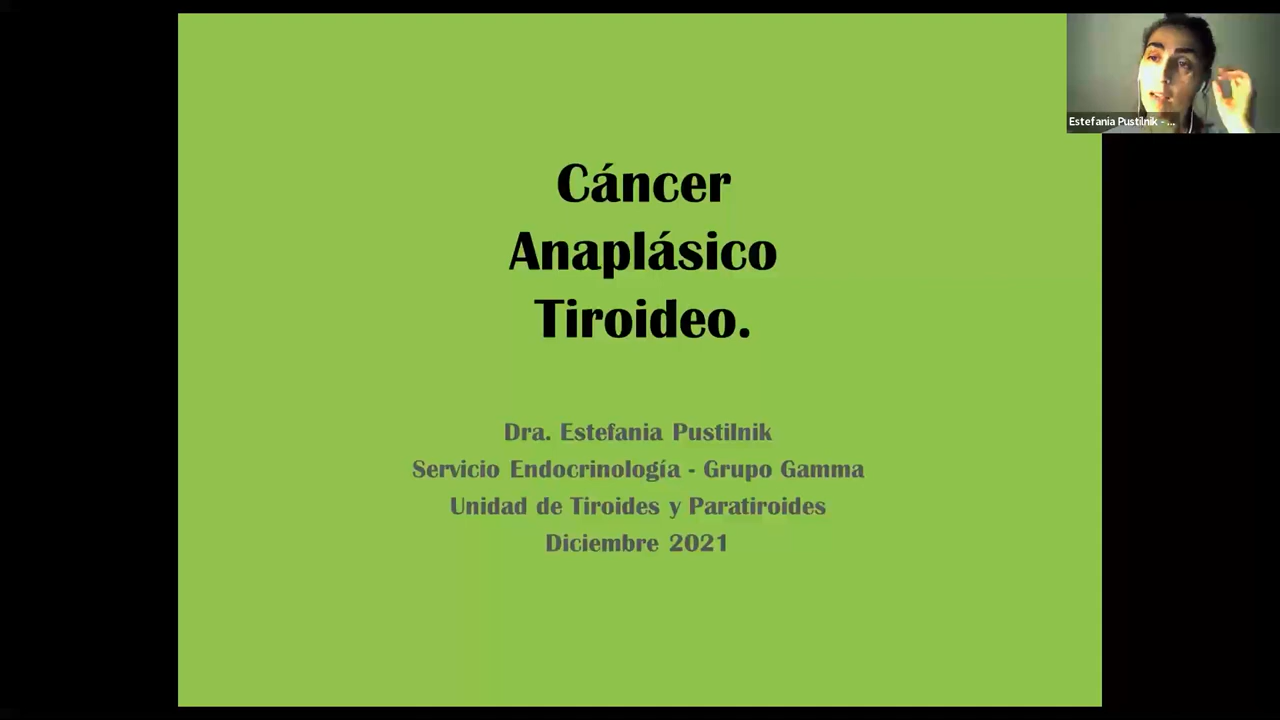 Cáncer
Anaplásico
Tiroideo.
Dra. Estefania Pustilnik
Servicio Endocrinología - Grupo Gamma
Unidad de Tiroides y Paratiroides
Diciembre 2021
Estefania Pustilnik - ...